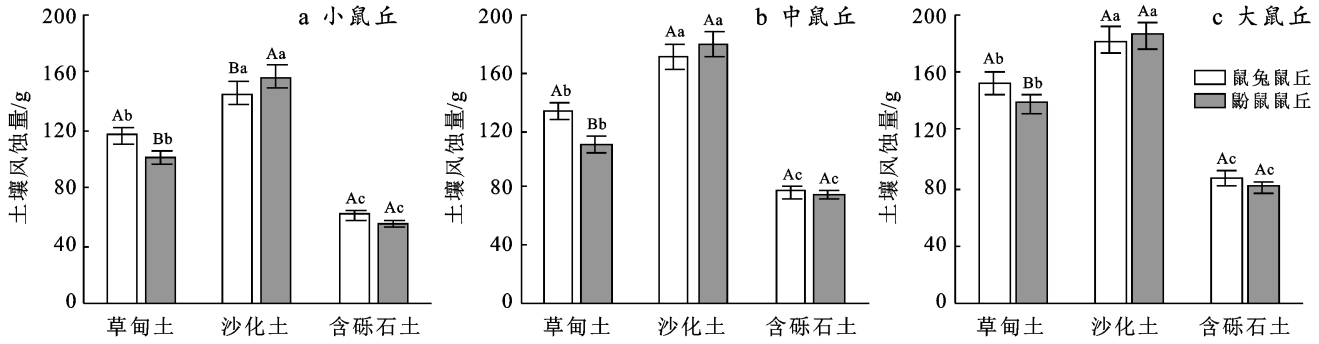 a 小鼠丘
土壤风蚀量/g
200
160
120
80
40
0
Ab
Bb
Ba
Aa
Ac
Ac
草甸土
沙化土
含砾石土
b 中鼠丘
土壤风蚀量/g
200
160
120
80
40
0
Ab
Bb
Aa
Aa
Ac
Ac
草甸土
沙化土
含砾石土
c 大鼠丘
土壤风蚀量/g
200
160
120
80
40
0
Ab
Bb
Aa
Aa
Ac
Ac
草甸土
沙化土
含砾石土
鼠兔鼠丘
鼢鼠鼠丘